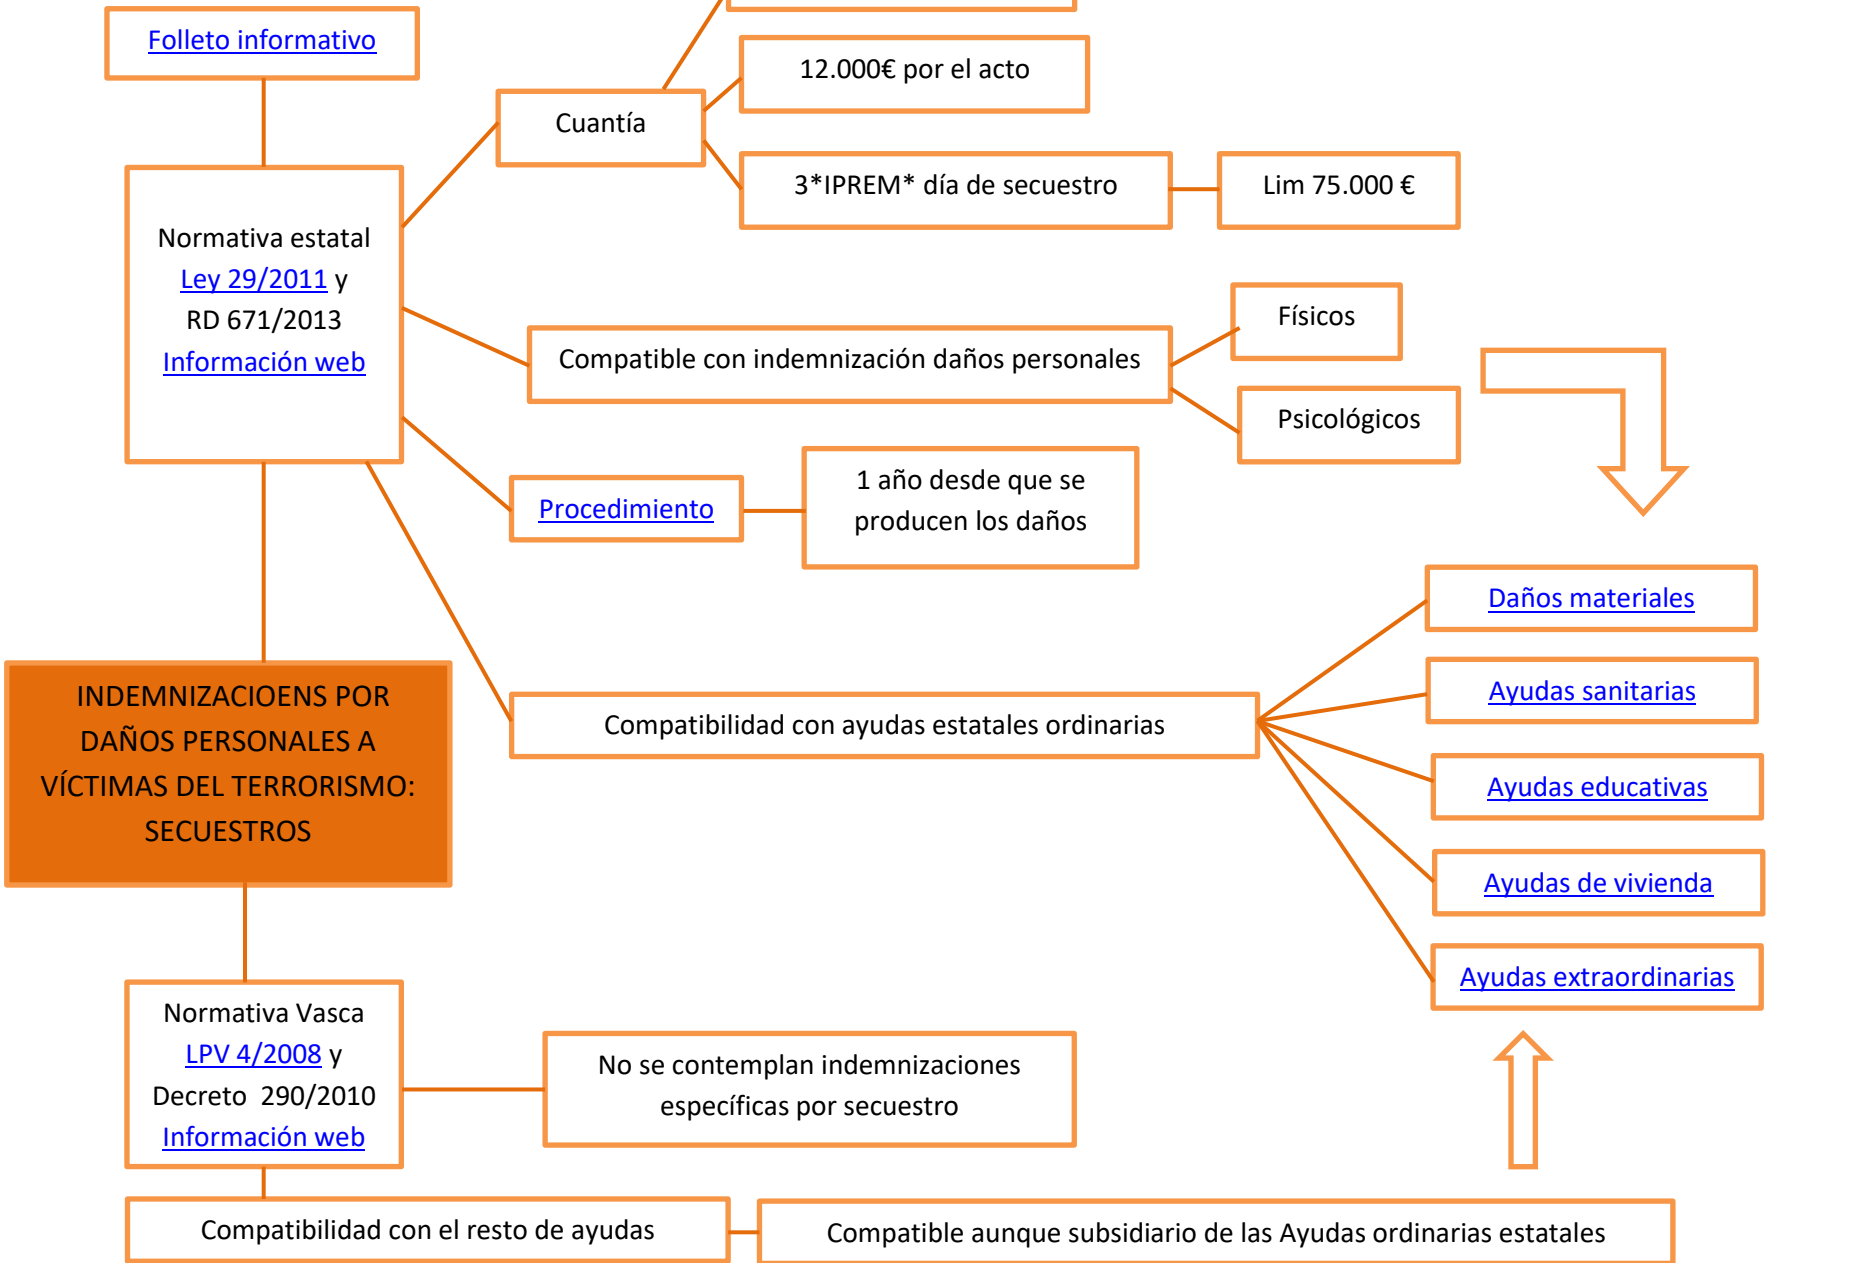 Folleto informativo
12.000€ por el acto
Cuantía
3*IPREM* día de secuestro
Lim 75.000 €
Normativa estatal
Ley 29/2011 y
RD 671/2013
Información web
Físicos
Compatible con indemnización daños personales
Psicológicos
Procedimiento
1 año desde que se
producen los daños
Daños materiales
Ayudas sanitarias
Compatibilidad con ayudas estatales ordinarias
Ayudas educativas
Ayudas de vivienda
Ayudas extraordinarias
INDEMNIZACIOENS POR
DAÑOS PERSONALES A
VÍCTIMAS DEL TERRORISMO:
SECUESTROS
Normativa Vasca
LPV 4/2008 y
Decreto 290/2010
Información web
No se contemplan indemnizaciones
específicas por secuestro
Compatibilidad con el resto de ayudas
Compatible aunque subsidiario de las Ayudas ordinarias estatales